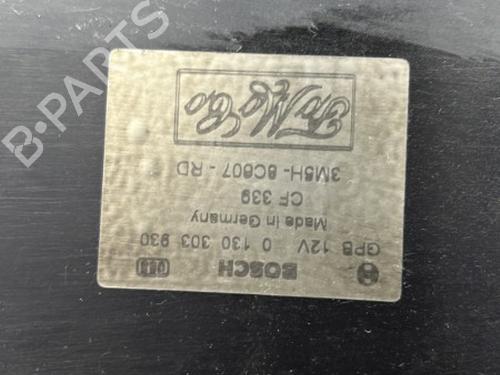 BOSCH
GPB 12V 0 130 303 930
Made in Germany
CF 339
3M5H-8C607-RD
FoMoCo
B-PARTS